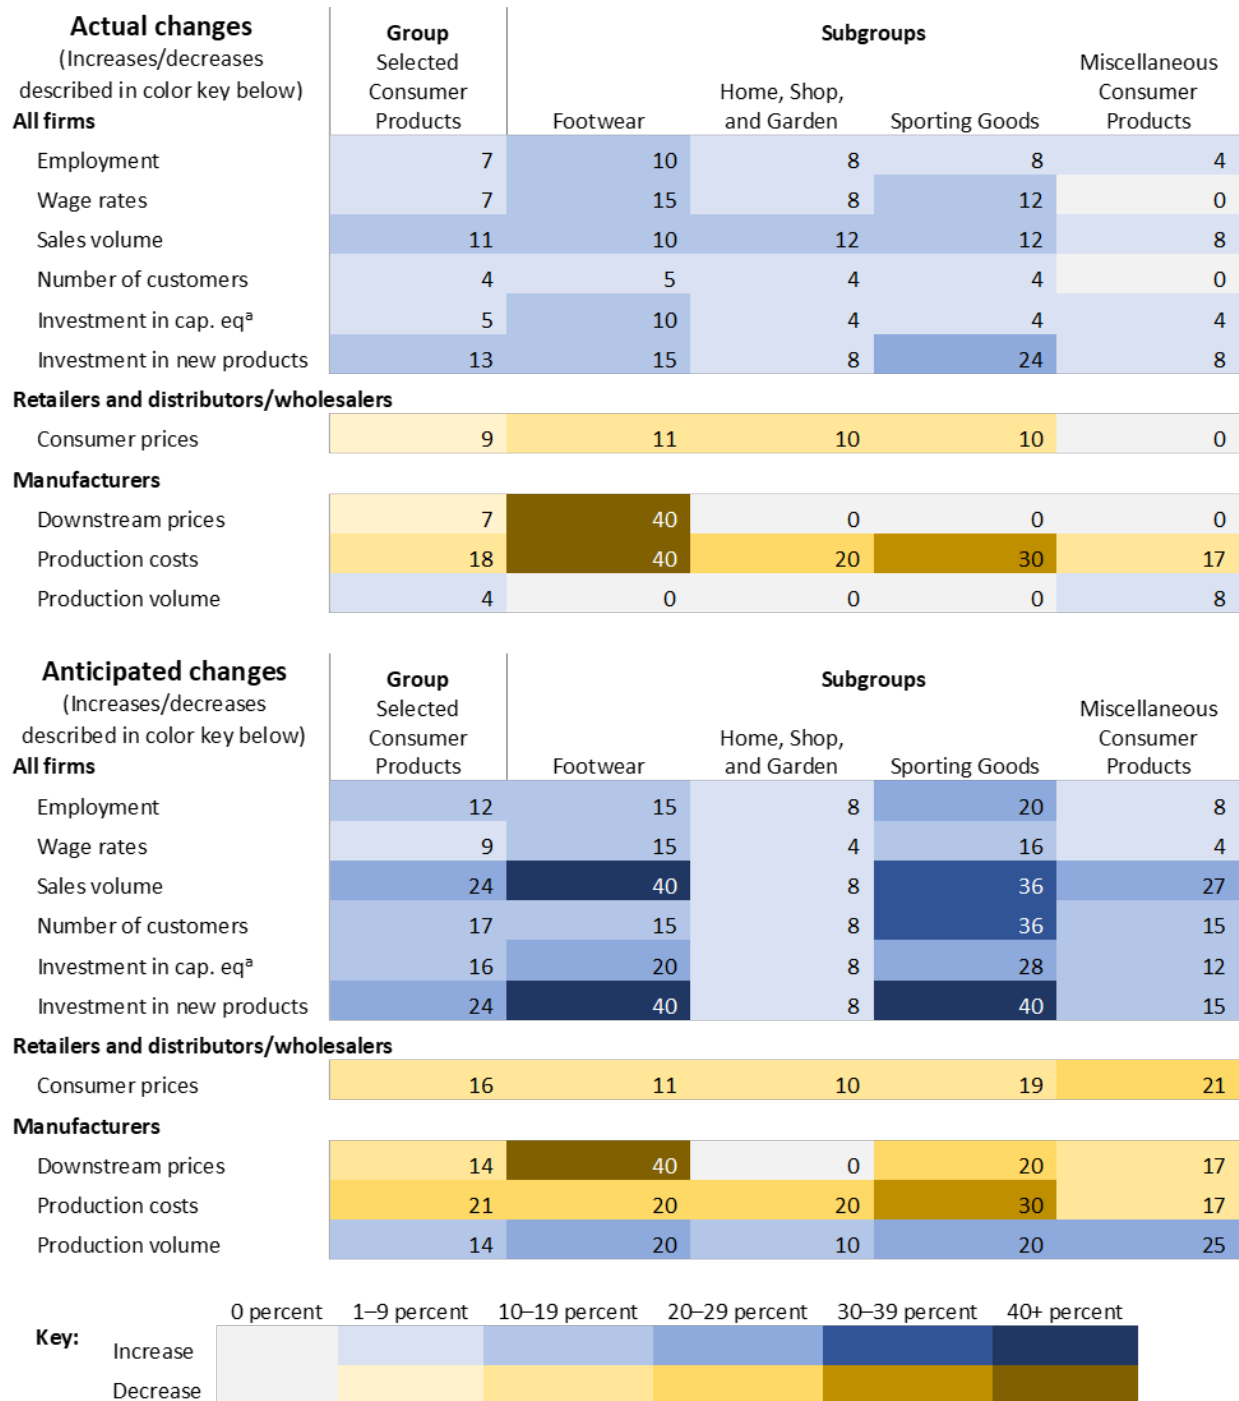 Actual changes
(Increases/decreases
described in color key below)
All firms
Group
Selected
Consumer
Products
Subgroups
Footwear
Home, Shop,
and Garden
Sporting Goods
Miscellaneous
Consumer
Products
Employment 7 10 8 8 4
Wage rates 7 15 8 12 0
Sales volume 11 10 12 12 8
Number of customers 4 5 4 4 0
Investment in cap. eqª 5 10 4 4 4
Investment in new products 13 15 8 24 8
Retailers and distributors/wholesalers
Consumer prices 9 11 10 10 0
Manufacturers
Downstream prices 7 40 0 0 0
Production costs 18 40 20 30 17
Production volume 4 0 0 0 8
Anticipated changes
(Increases/decreases
described in color key below)
All firms
Group
Selected
Consumer
Products
Subgroups
Footwear
Home, Shop,
and Garden
Sporting Goods
Miscellaneous
Consumer
Products
Employment 12 15 8 20 8
Wage rates 9 15 4 16 4
Sales volume 24 40 8 36 27
Number of customers 17 15 8 36 15
Investment in cap. eqª 16 20 8 28 12
Investment in new products 24 40 8 40 15
Retailers and distributors/wholesalers
Consumer prices 16 11 10 19 21
Manufacturers
Downstream prices 14 40 0 20 17
Production costs 21 20 20 30 17
Production volume 14 20 10 20 25
0 percent 1–9 percent 10–19 percent 20–29 percent 30–39 percent 40+ percent
Key:
Increase
Decrease